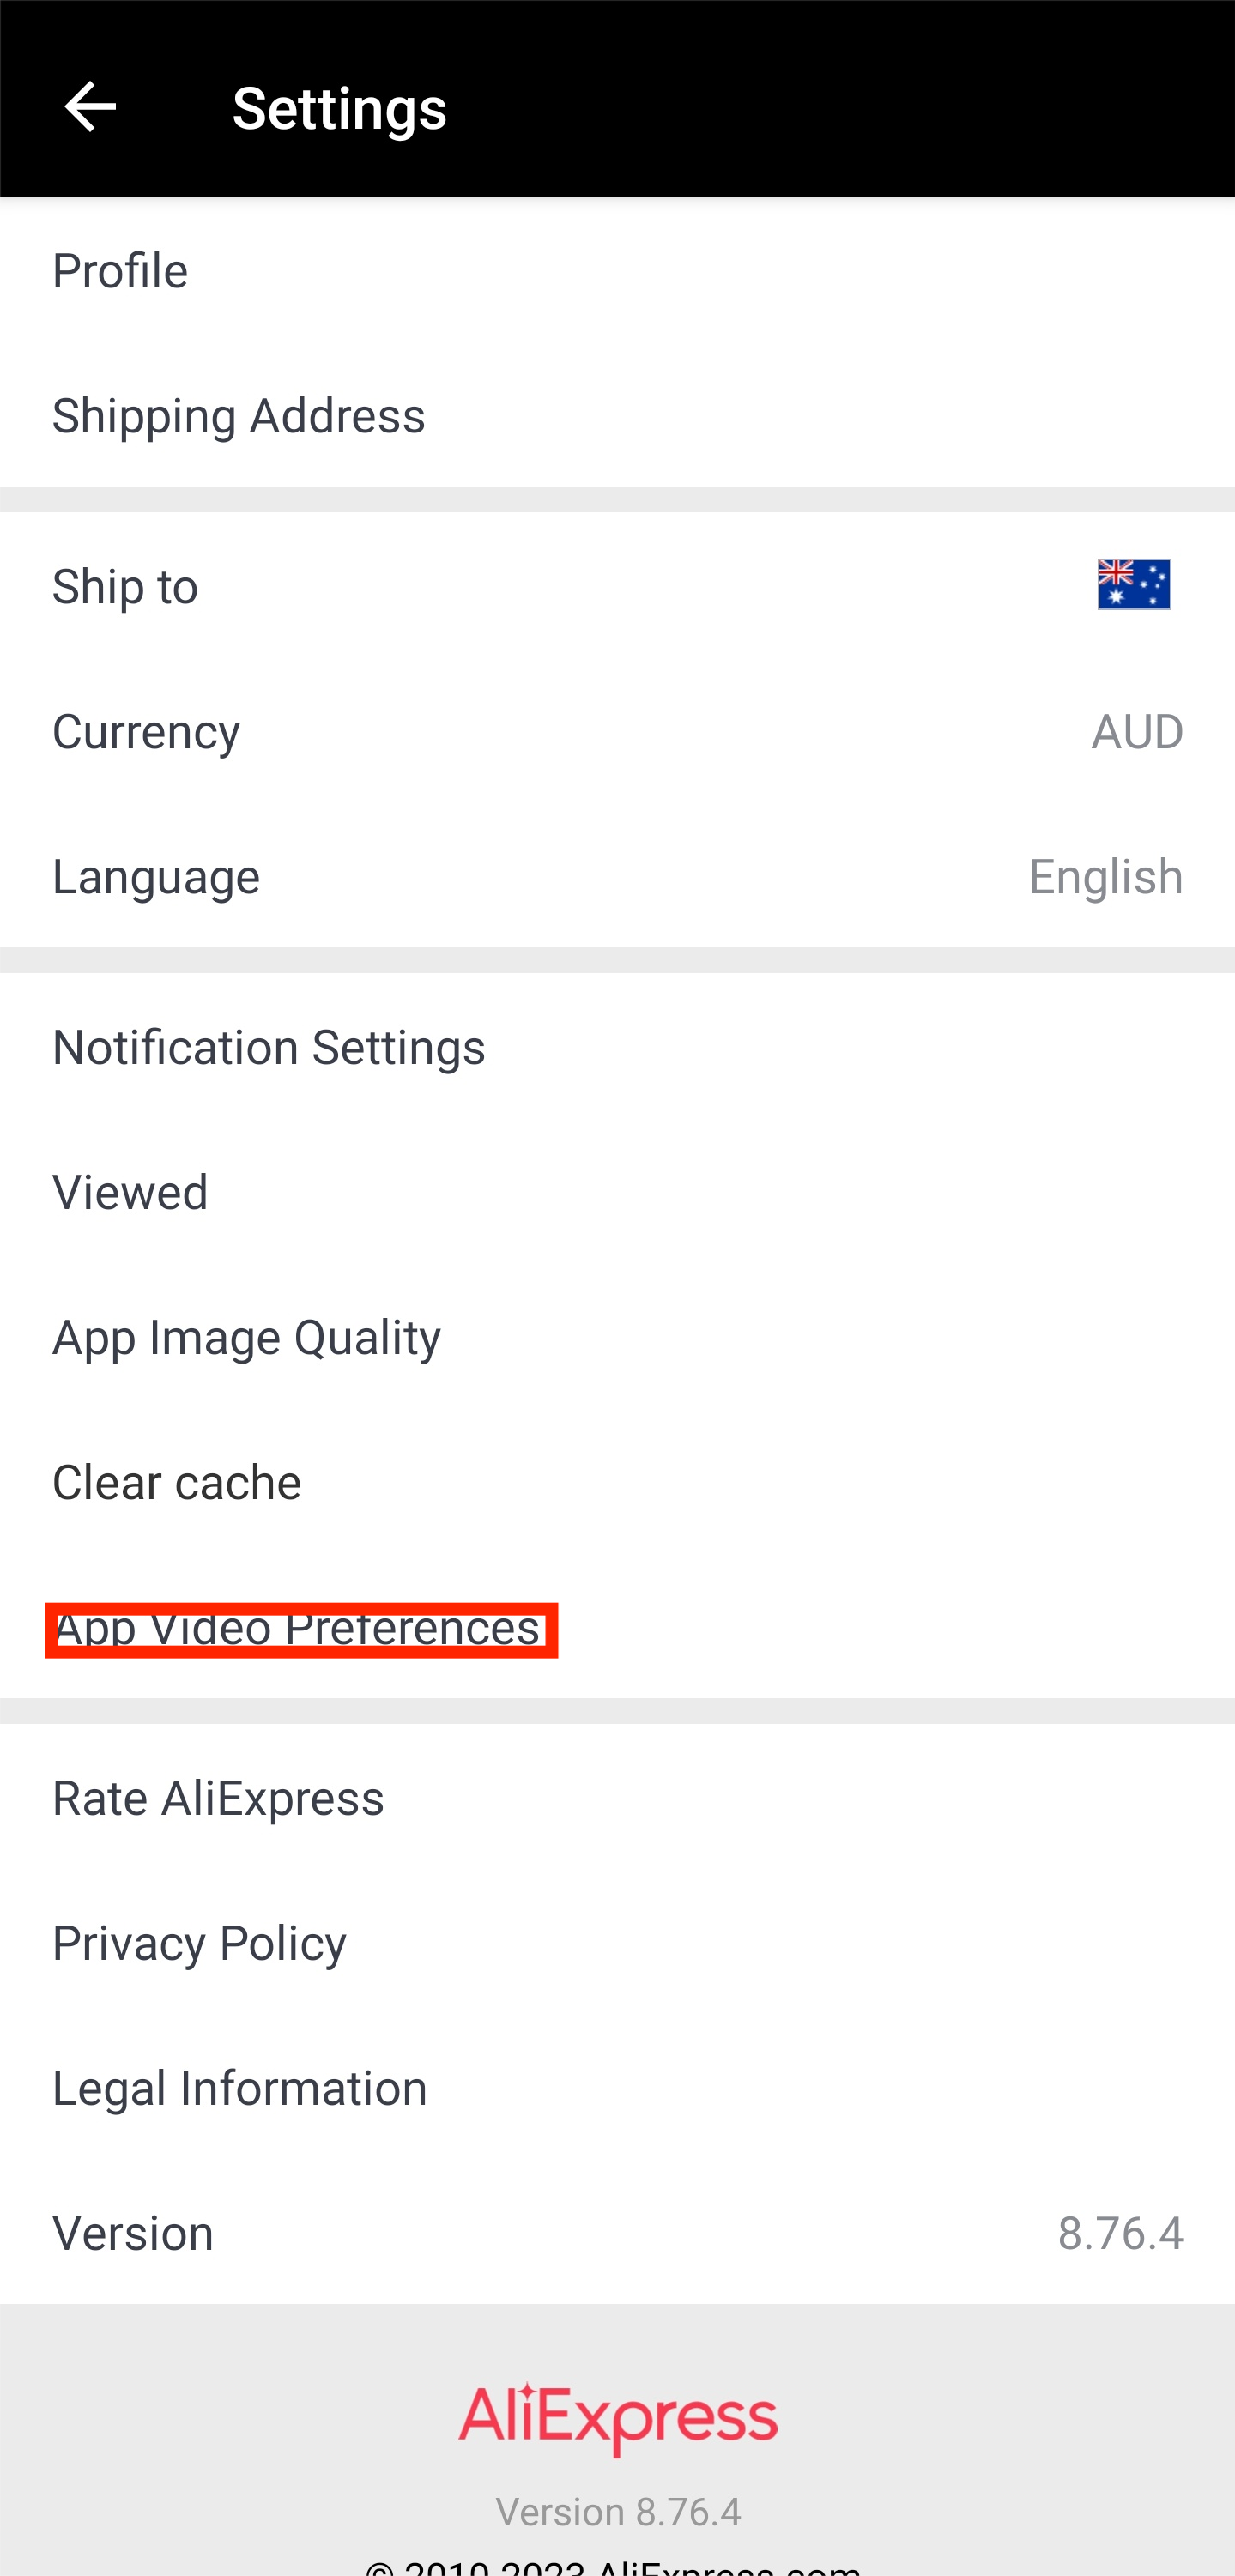 Settings
Profile
Shipping Address
Ship to
Currency AUD
Language English
Notification Settings
Viewed
App Image Quality
Clear cache
App Video Preferences
Rate AliExpress
Privacy Policy
Legal Information
Version 8.76.4
AliExpress
Version 8.76.4
© 2010-2023 AliExpress.com